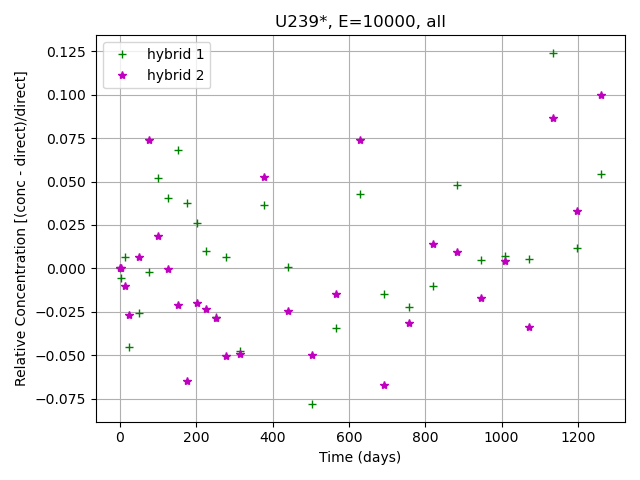 U239*, E=10000, all
hybrid 1
hybrid 2
0.125
0.100
0.075
0.050
0.025
0.000
−0.025
−0.050
−0.075
Relative Concentration [(conc - direct)/direct]
0 200 400 600 800 1000 1200
Time (days)